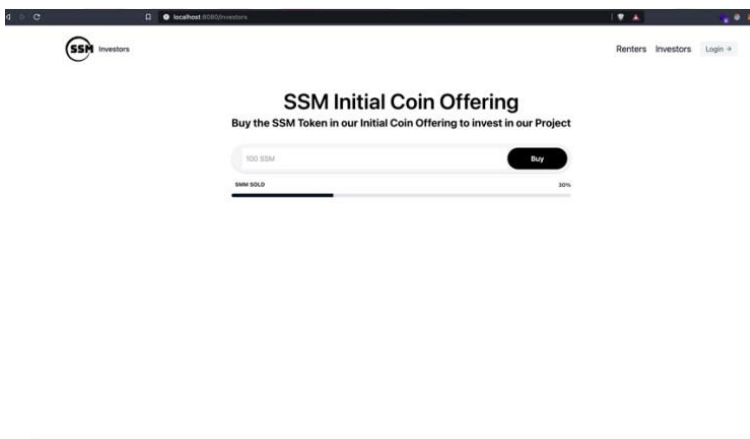 localhost:8080/investors
SSM Investors
Renters Investors Login →
SSM Initial Coin Offering
Buy the SSM Token in our Initial Coin Offering to invest in our Project
100 SSM
Buy
SMM SOLD
30%